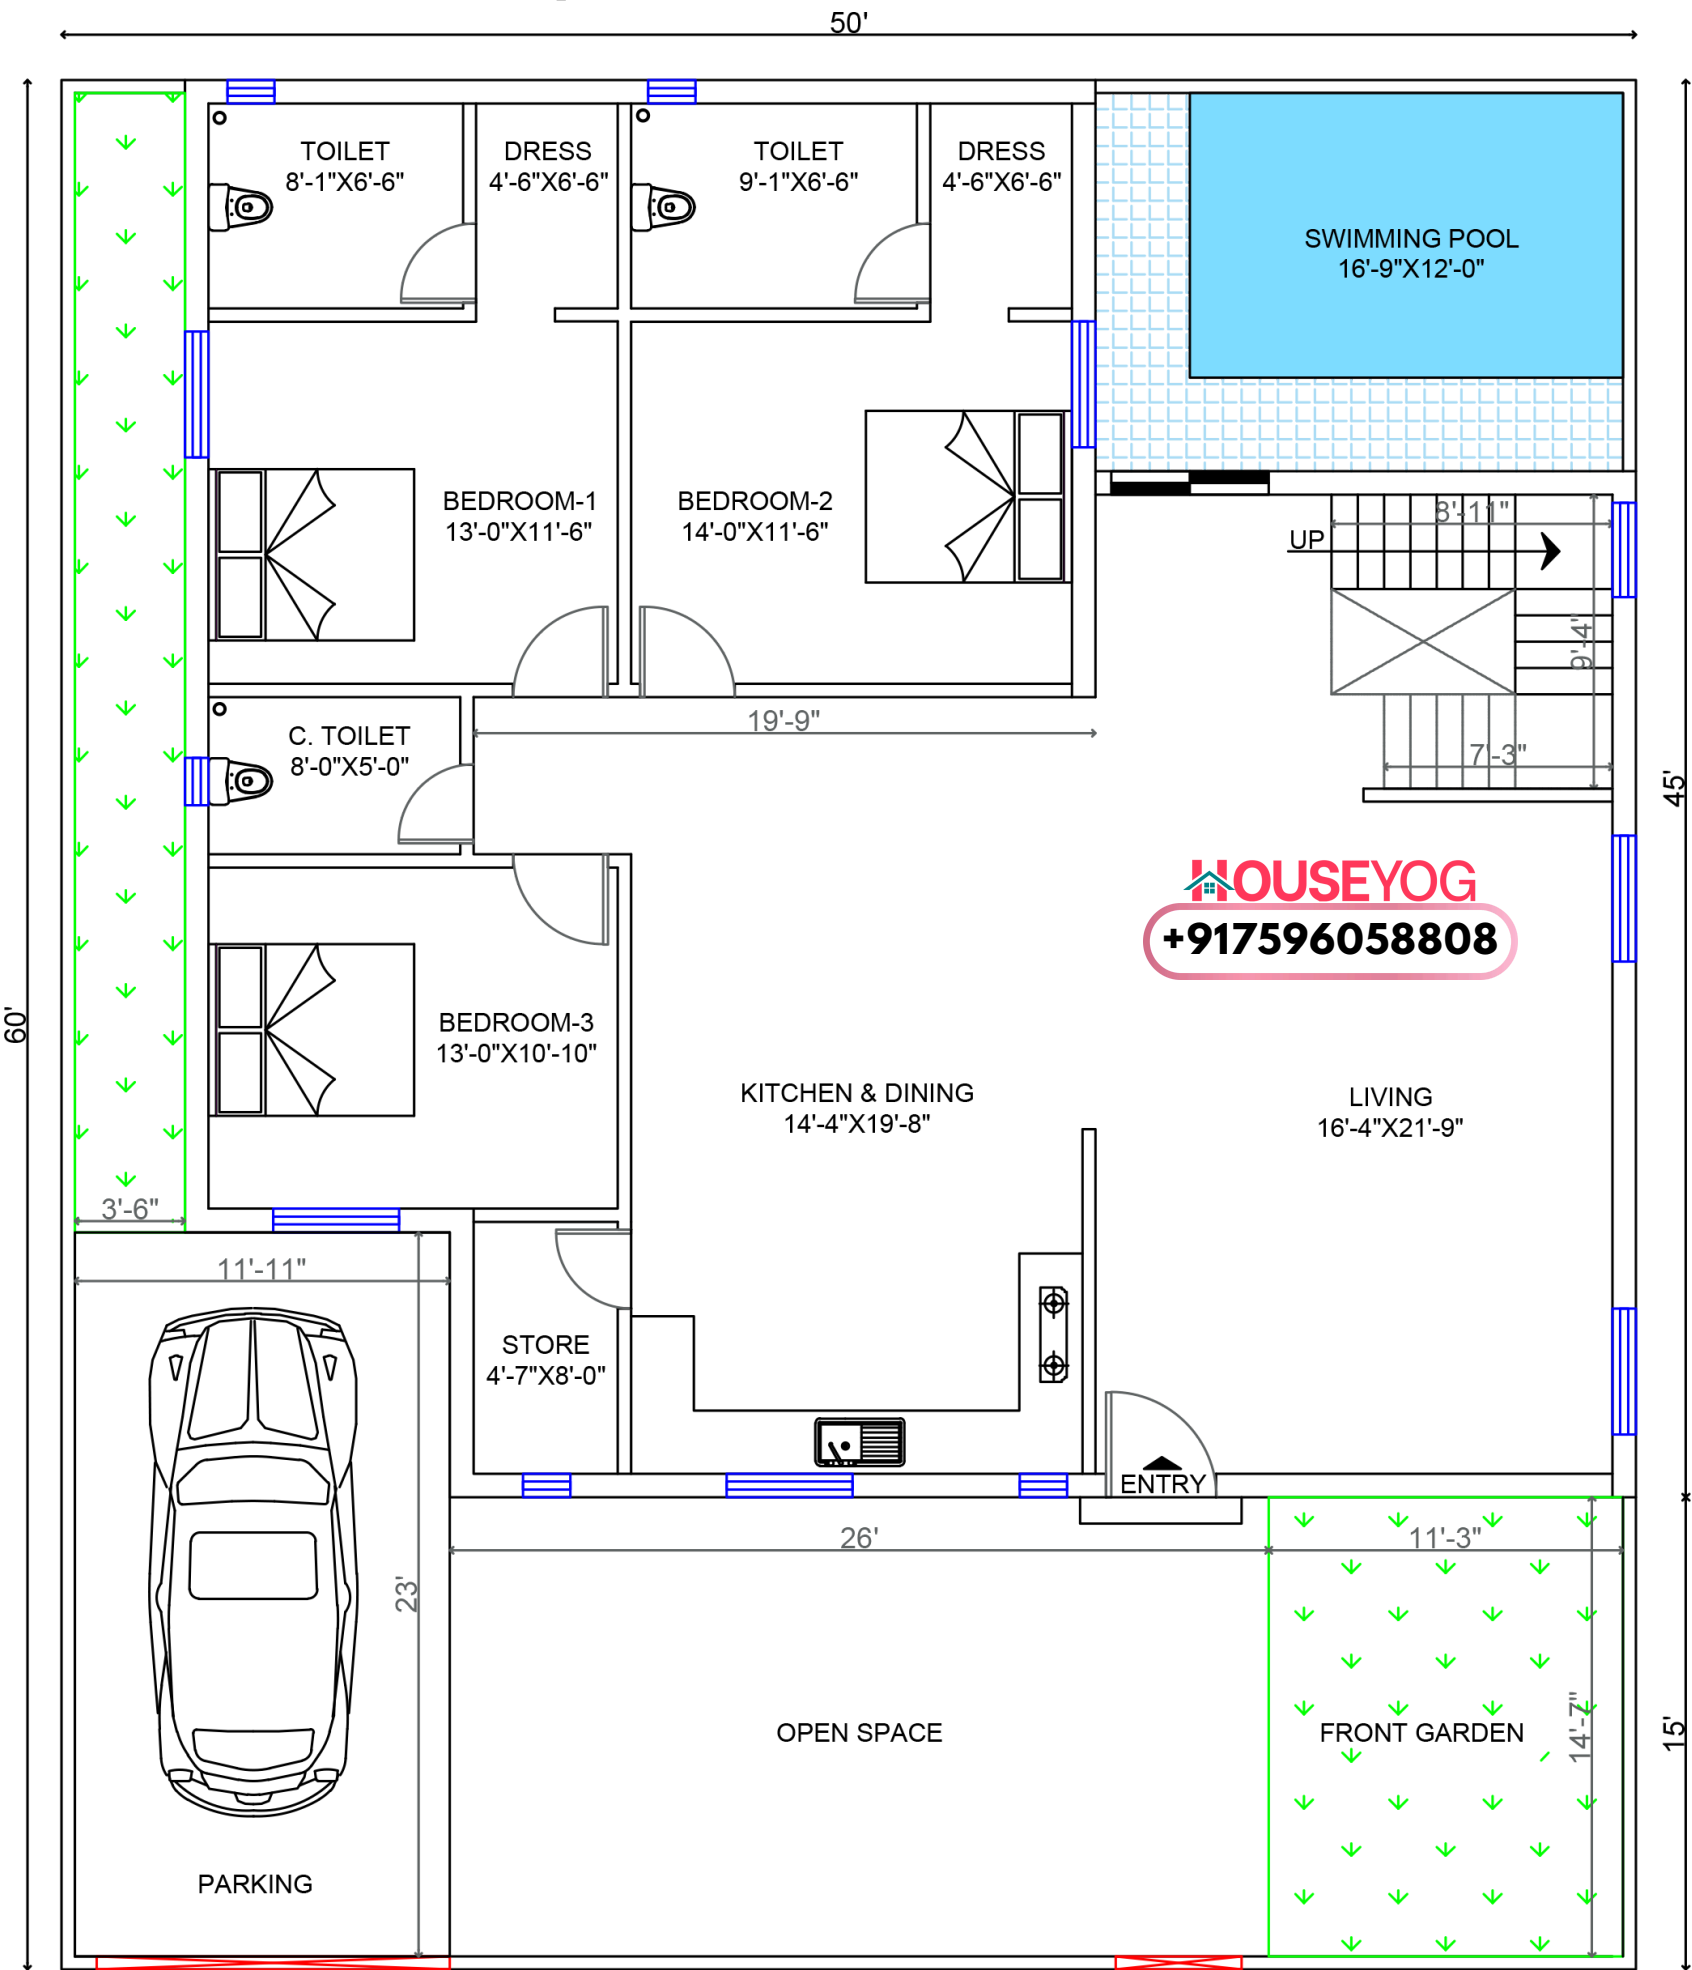 50'
TOILET
8'-1"X6'-6"
DRESS
4'-6"X6'-6"
TOILET
9'-1"X6'-6"
DRESS
4'-6"X6'-6"
SWIMMING POOL
16'-9"X12'-0"
BEDROOM-1
13'-0"X11'-6"
BEDROOM-2
14'-0"X11'-6"
8'-11"
UP
9'-4"
7'-3"
19'-9"
C. TOILET
8'-0"X5'-0"
45'
HOUSEYOG
+917596058808
60'
BEDROOM-3
13'-0"X10'-10"
KITCHEN & DINING
14'-4"X19'-8"
LIVING
16'-4"X21'-9"
3'-6"
11'-11"
STORE
4'-7"X8'-0"
ENTRY
26'
11'-3"
23'
OPEN SPACE
FRONT GARDEN
14'-7"
15'
PARKING